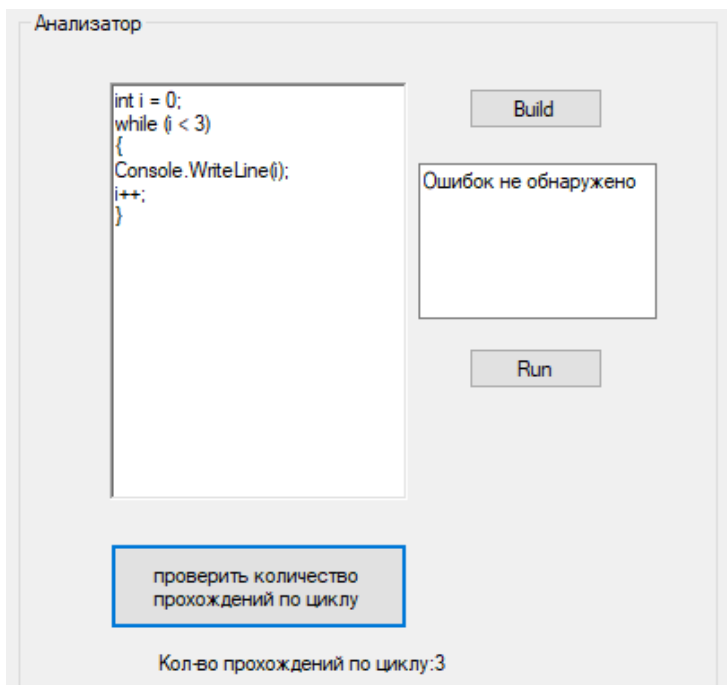 Анализатор
int i = 0;
while (i < 3)
{
Console.WriteLine(i);
i++;
}
Build
Ошибок не обнаружено
Run
проверить количество
прохождений по циклу
Кол-во прохождений по циклу:3